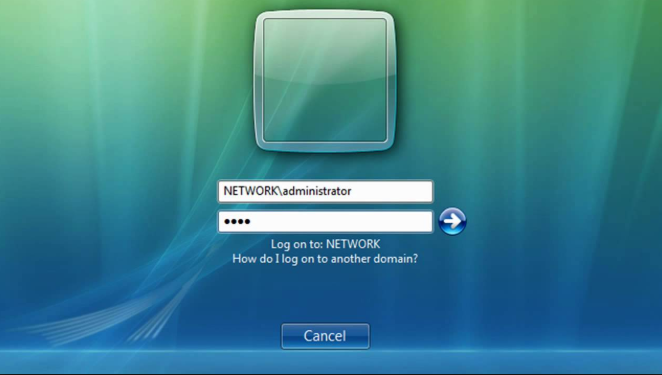 NETWORK\administrator
••••
Log on to: NETWORK
How do I log on to another domain?
Cancel